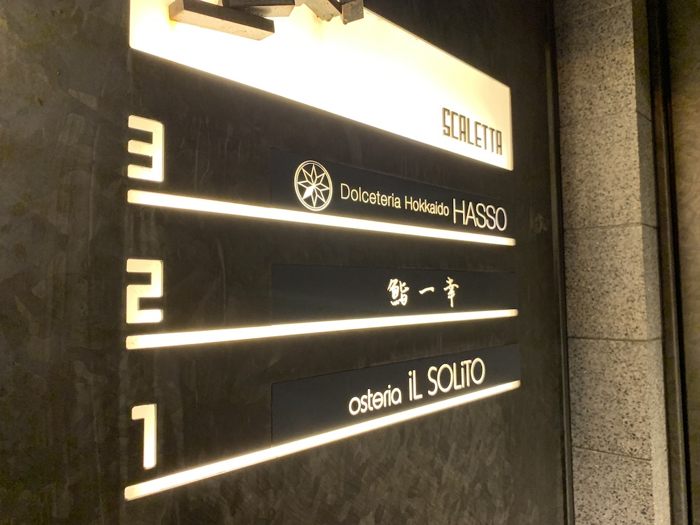 SCALETTA
3
Dolceteria Hokkaido HASSO
2
鮨 一 幸
1
osteria iL SOLiTO